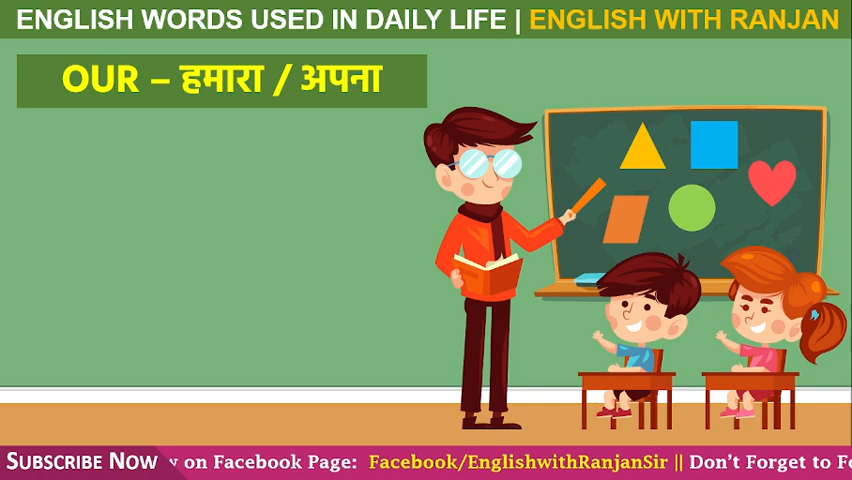 ENGLISH WORDS USED IN DAILY LIFE | ENGLISH WITH RANJAN
OUR – हमारा / अपना
SUBSCRIBE NOW on Facebook Page: Facebook/EnglishwithRanjanSir || Don't Forget to